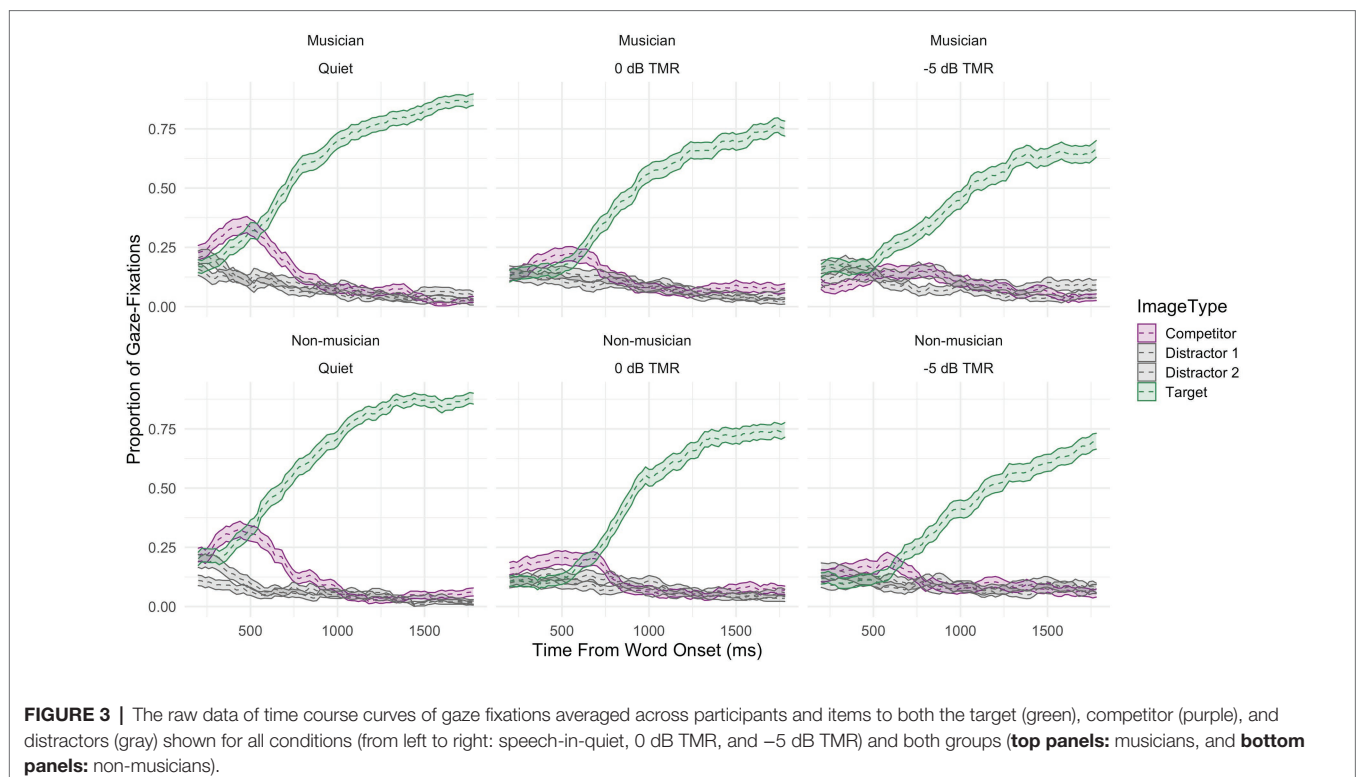 Musician
Quiet
Musician
0 dB TMR
Musician
-5 dB TMR
0.75
0.50
0.25
0.00
Non-musician
Quiet
Non-musician
0 dB TMR
Non-musician
-5 dB TMR
0.75
0.50
0.25
0.00
Proportion of Gaze-Fixations
500 1000 1500 500 1000 1500 500 1000 1500
Time From Word Onset (ms)
ImageType
Competitor
Distractor 1
Distractor 2
Target
FIGURE 3 | The raw data of time course curves of gaze fixations averaged across participants and items to both the target (green), competitor (purple), and
distractors (gray) shown for all conditions (from left to right: speech-in-quiet, 0 dB TMR, and −5 dB TMR) and both groups (top panels: musicians, and bottom
panels: non-musicians).